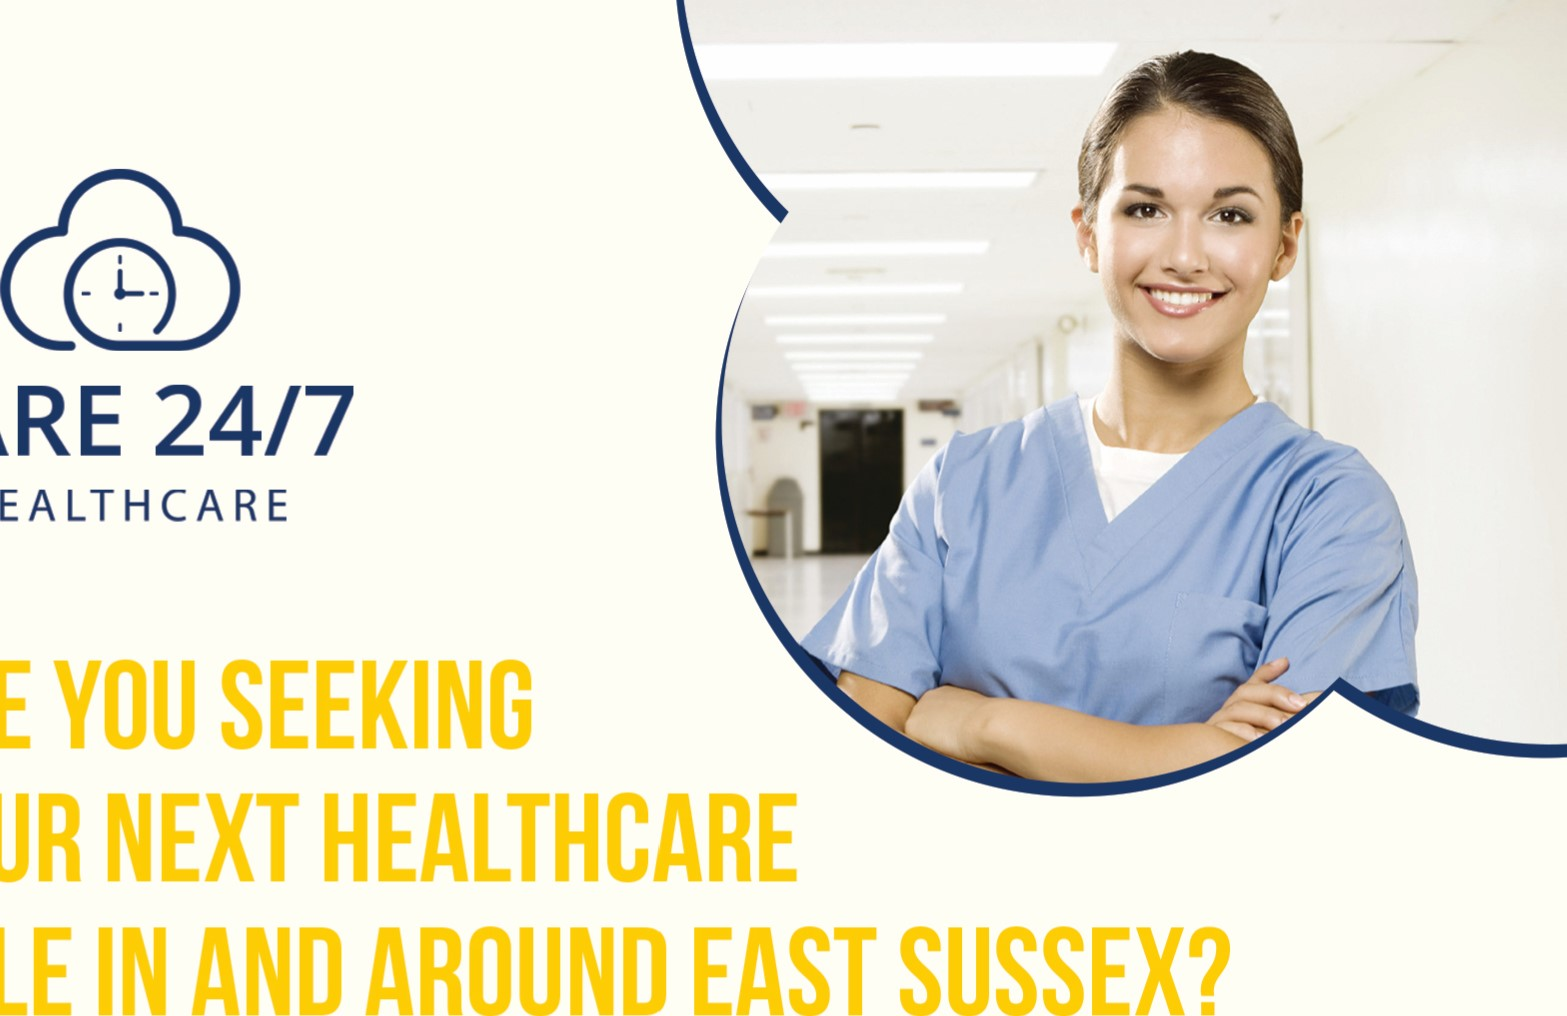 ARE 24/7
EALTHCARE
E YOU SEEKING
UR NEXT HEALTHCARE
LE IN AND AROUND EAST SUSSEX?